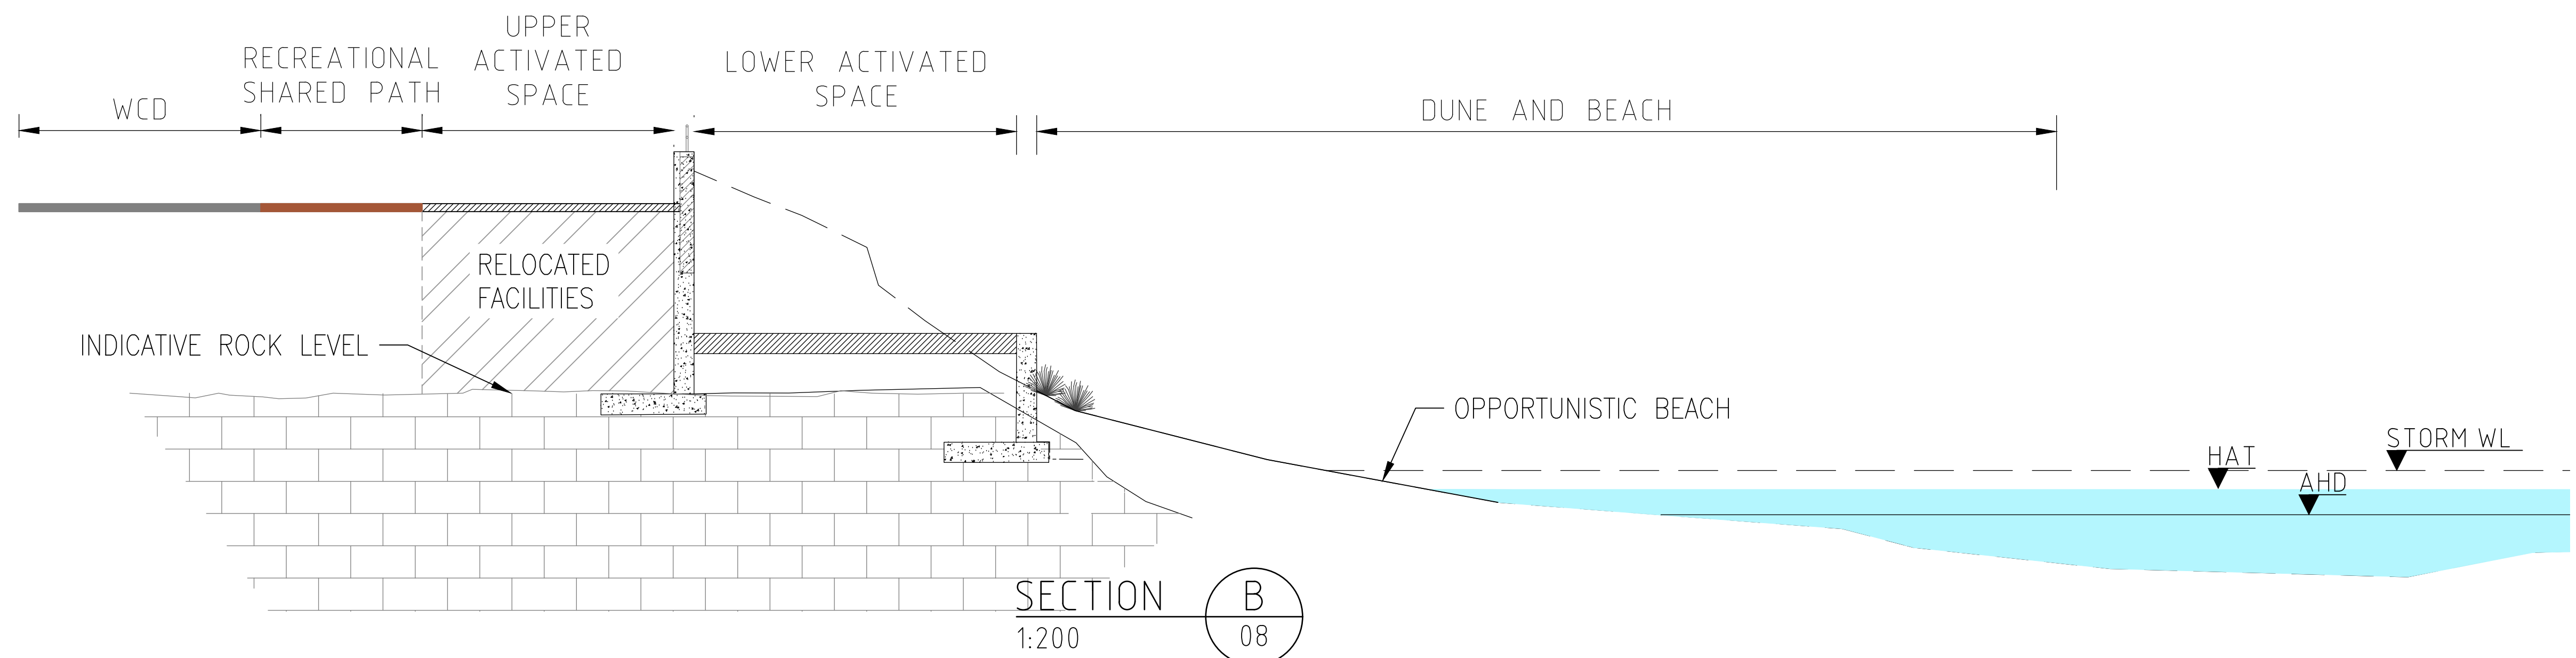 WCD
RECREATIONAL
SHARED PATH
UPPER
ACTIVATED
SPACE
LOWER ACTIVATED
SPACE
DUNE AND BEACH
RELOCATED
FACILITIES
INDICATIVE ROCK LEVEL
OPPORTUNISTIC BEACH
HAT
STORM WL
AHD
SECTION
1:200
B
08